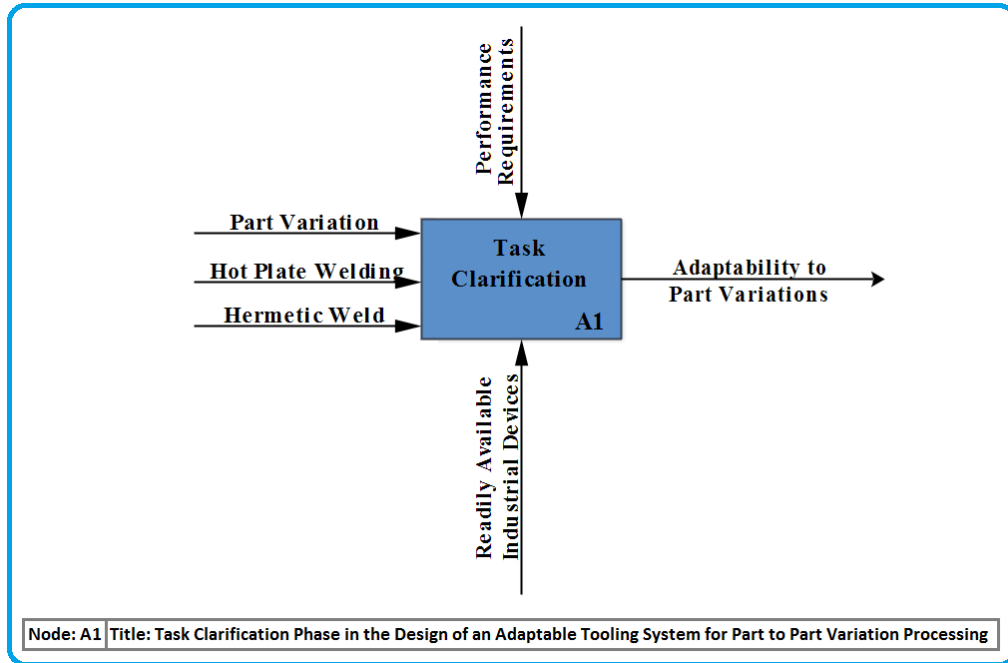 Performance
Requirements
Part Variation
Hot Plate Welding
Hermetic Weld
Task
Clarification
A1
Adaptability to
Part Variations
Readily Available
Industrial Devices
Node: A1 Title: Task Clarification Phase in the Design of an Adaptable Tooling System for Part to Part Variation Processing